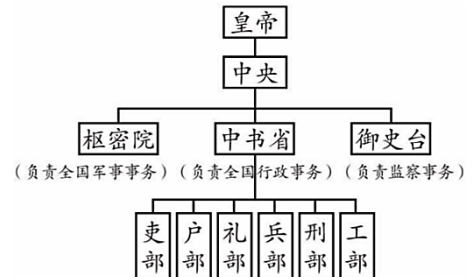 皇帝
中央
枢密院 中书省 御史台
(负责全国军事事务) (负责全国行政事务) (负责监察事务)
吏部 户部 礼部 兵部 刑部 工部